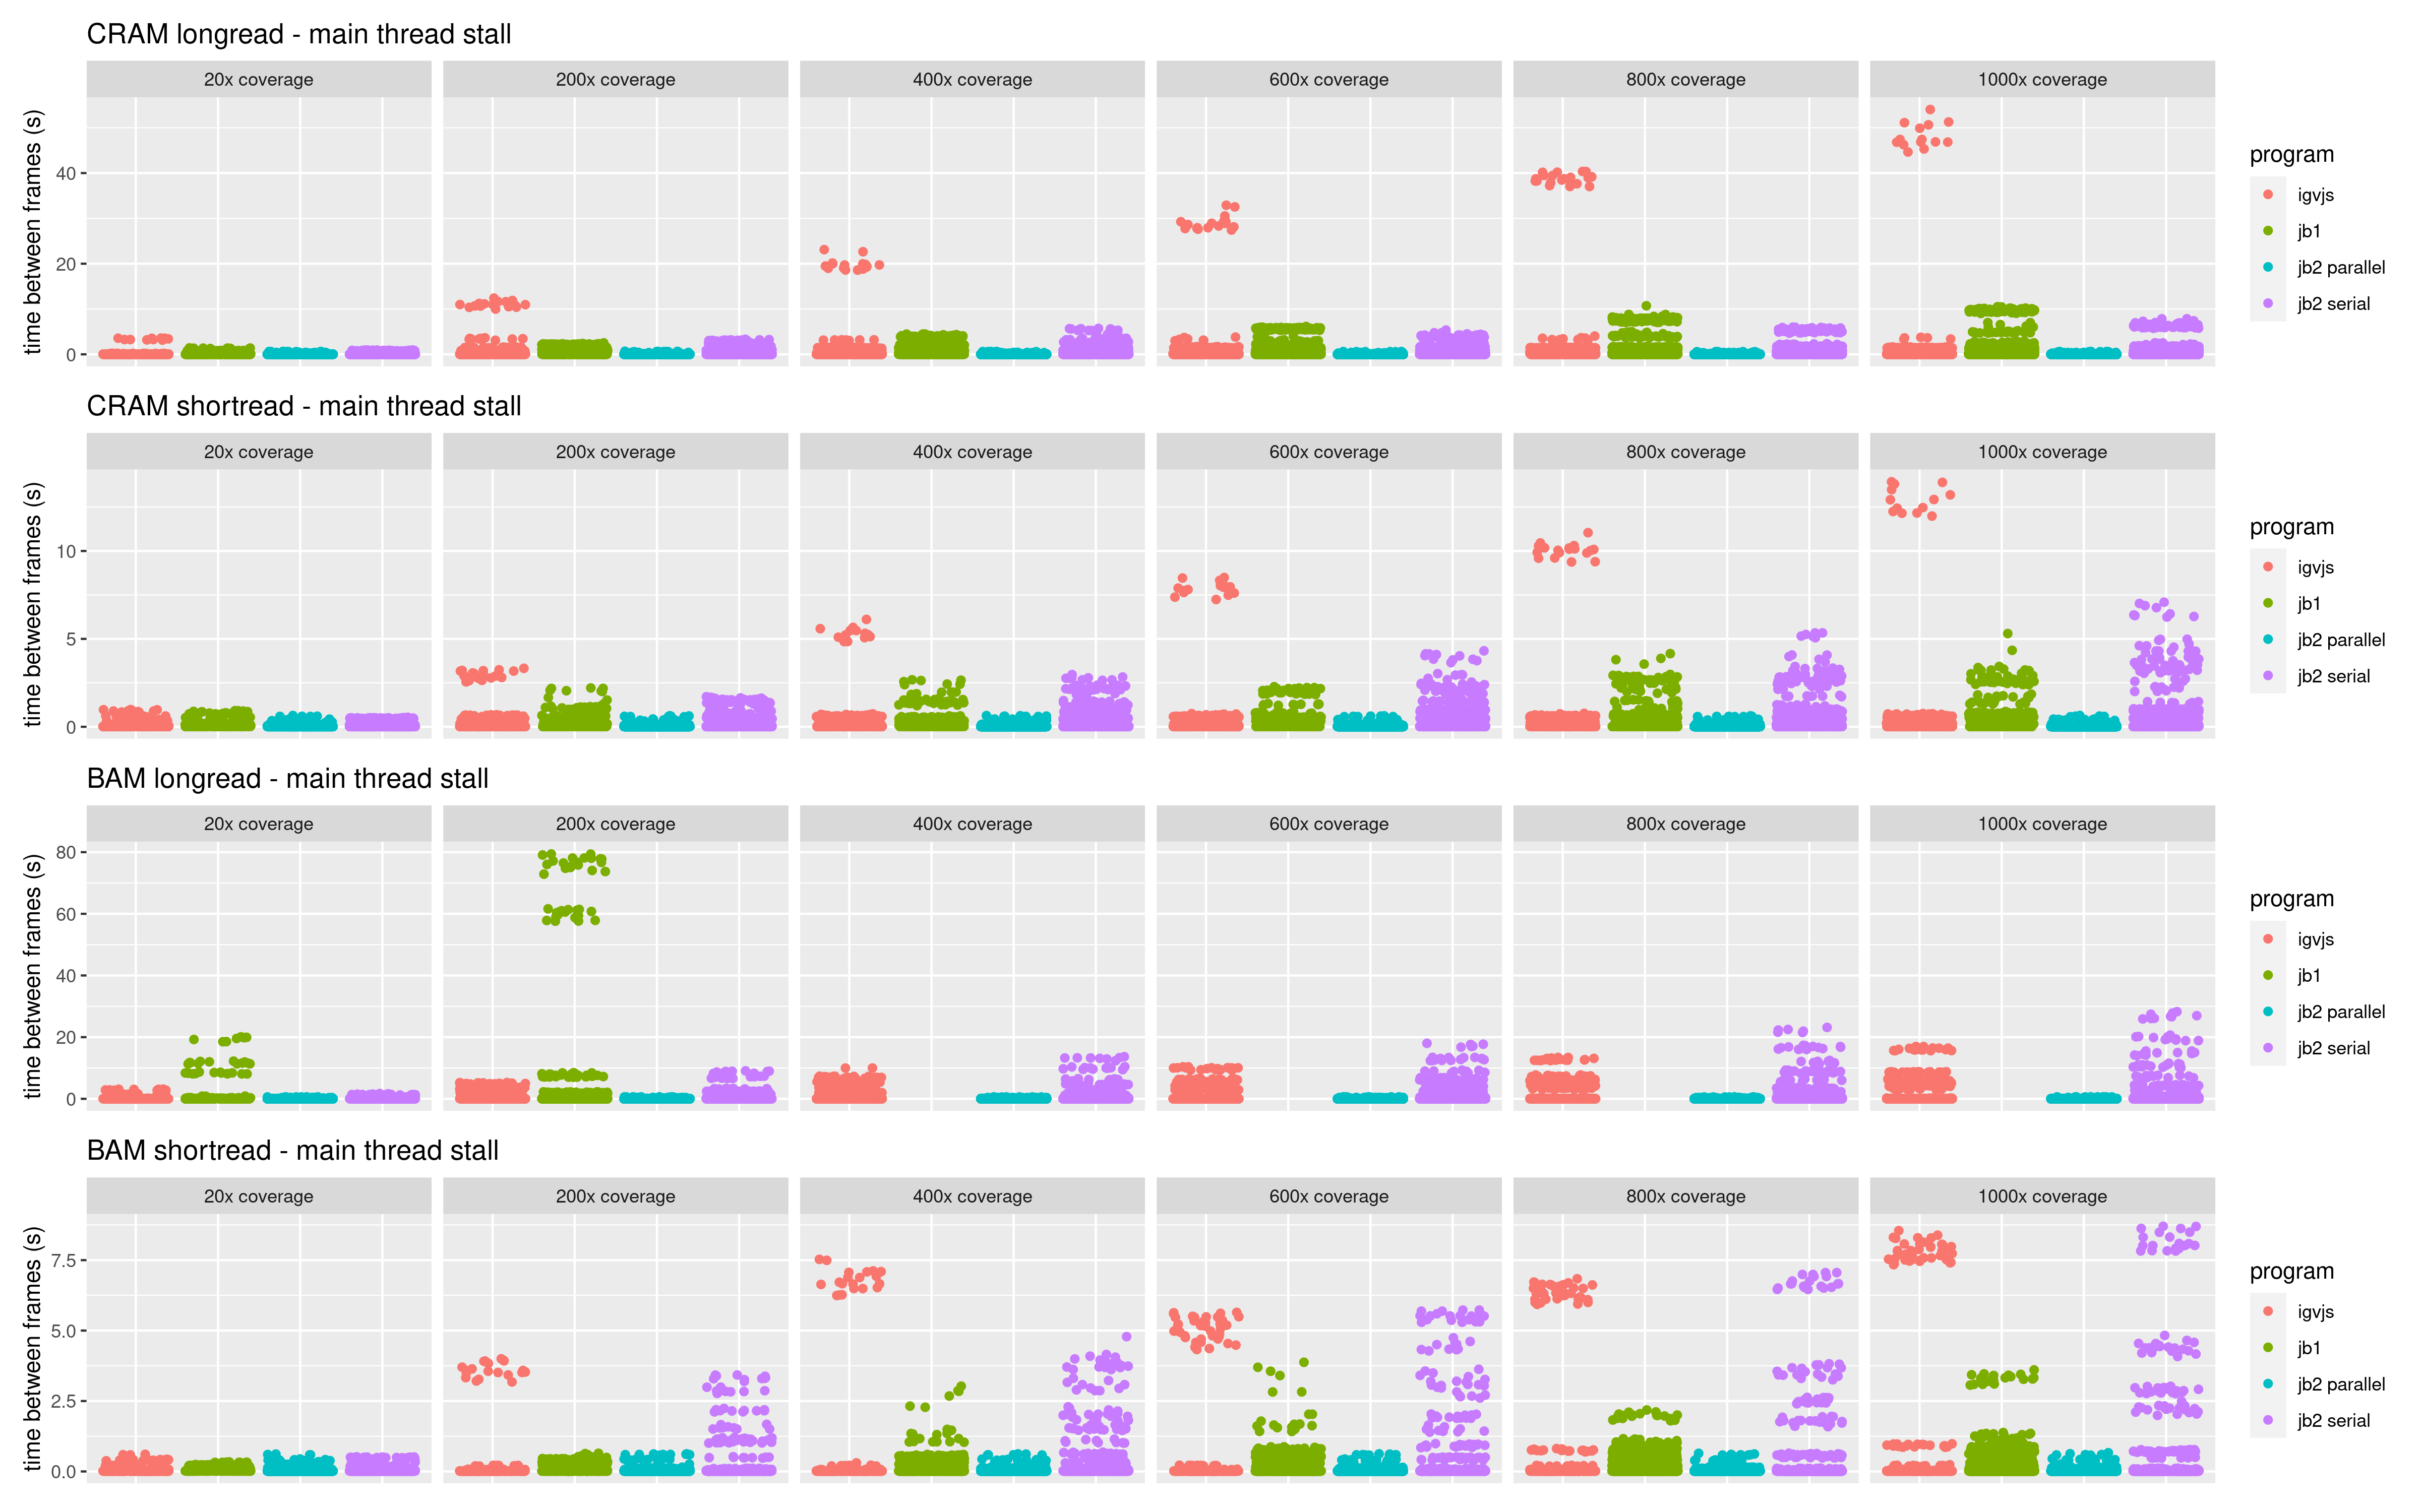 CRAM longread - main thread stall
20x coverage 200x coverage 400x coverage 600x coverage 800x coverage 1000x coverage
time between frames (s)
40
20
0
program
igvjs
jb1
jb2 parallel
jb2 serial
CRAM shortread - main thread stall
20x coverage 200x coverage 400x coverage 600x coverage 800x coverage 1000x coverage
time between frames (s)
10
5
0
program
igvjs
jb1
jb2 parallel
jb2 serial
BAM longread - main thread stall
20x coverage 200x coverage 400x coverage 600x coverage 800x coverage 1000x coverage
time between frames (s)
80
60
40
20
0
program
igvjs
jb1
jb2 parallel
jb2 serial
BAM shortread - main thread stall
20x coverage 200x coverage 400x coverage 600x coverage 800x coverage 1000x coverage
time between frames (s)
7.5
5.0
2.5
0.0
program
igvjs
jb1
jb2 parallel
jb2 serial